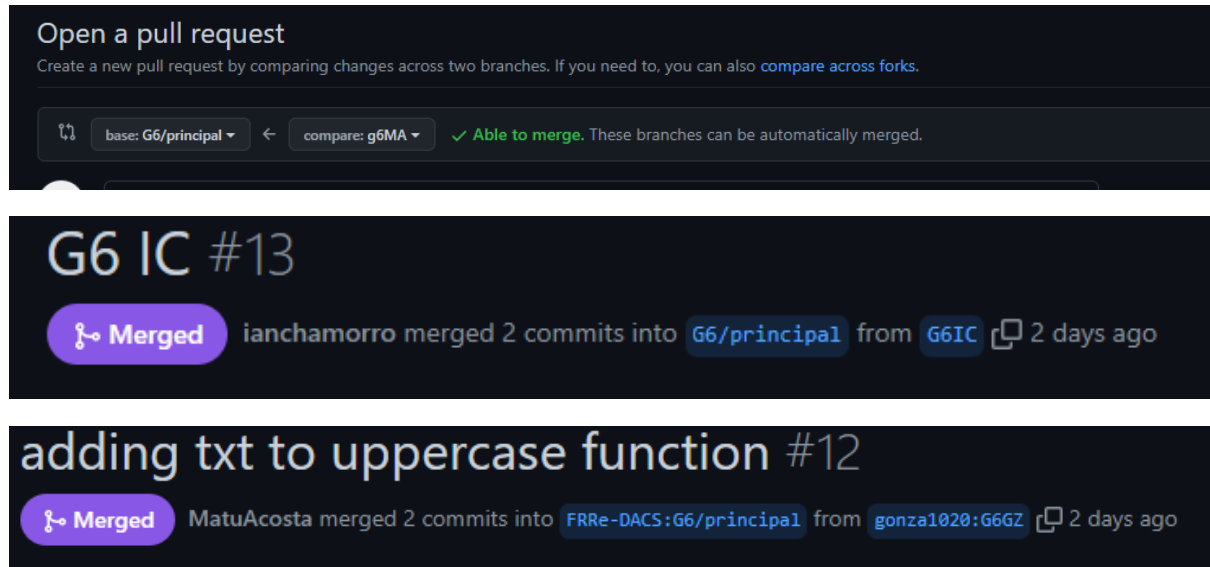 Open a pull request
Create a new pull request by comparing changes across two branches. If you need to, you can also compare across forks.
base: G6/principal ← compare: g6MA ✓ Able to merge. These branches can be automatically merged.
G6 IC #13
Merged ianchamorro merged 2 commits into G6/principal from G6IC 2 days ago
adding txt to uppercase function #12
Merged MatuAcosta merged 2 commits into FRRe-DACS:G6/principal from gonza1020:G6GZ 2 days ago